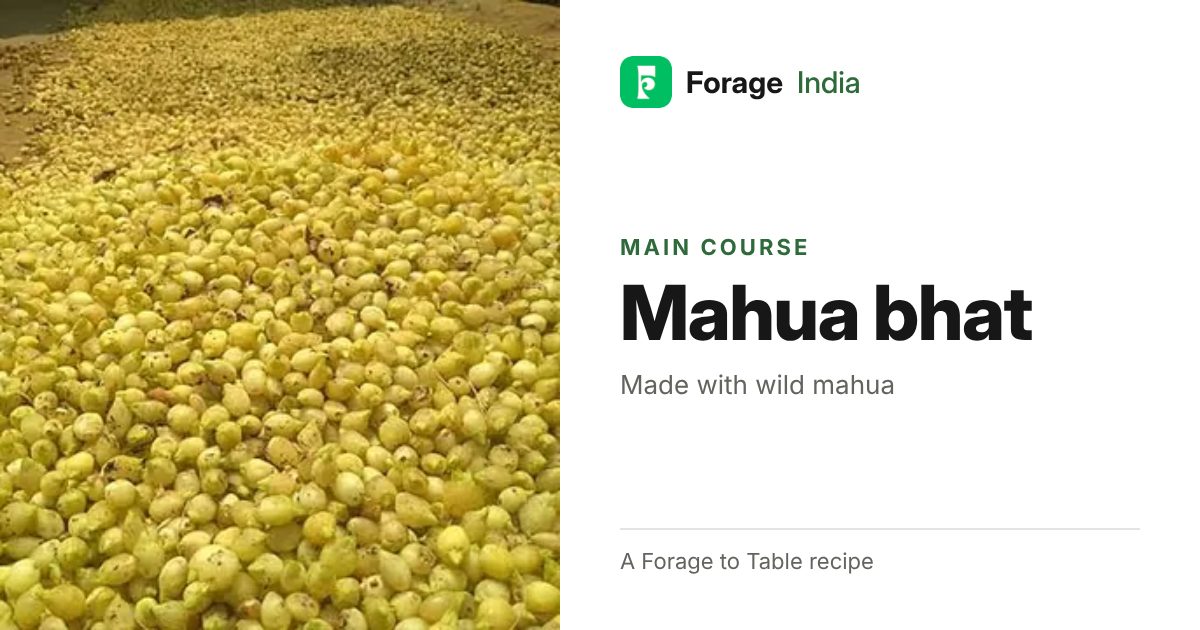 Forage India
MAIN COURSE
Mahua bhat
Made with wild mahua
A Forage to Table recipe